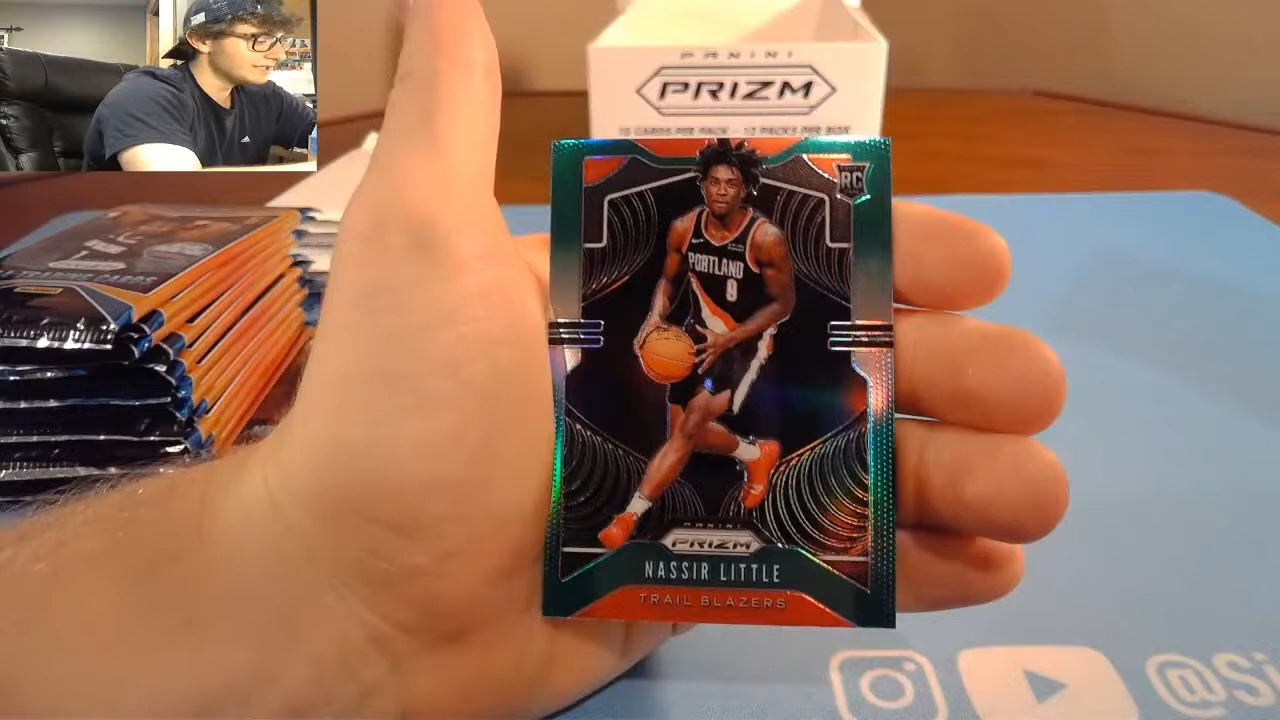 PANINI
PRIZM
10 CARDS PER PACK - 12 PACKS PER BOX
RC
PORTLAND
9
PANINI
PRIZM
NASSIR LITTLE
TRAIL BLAZERS
@Si